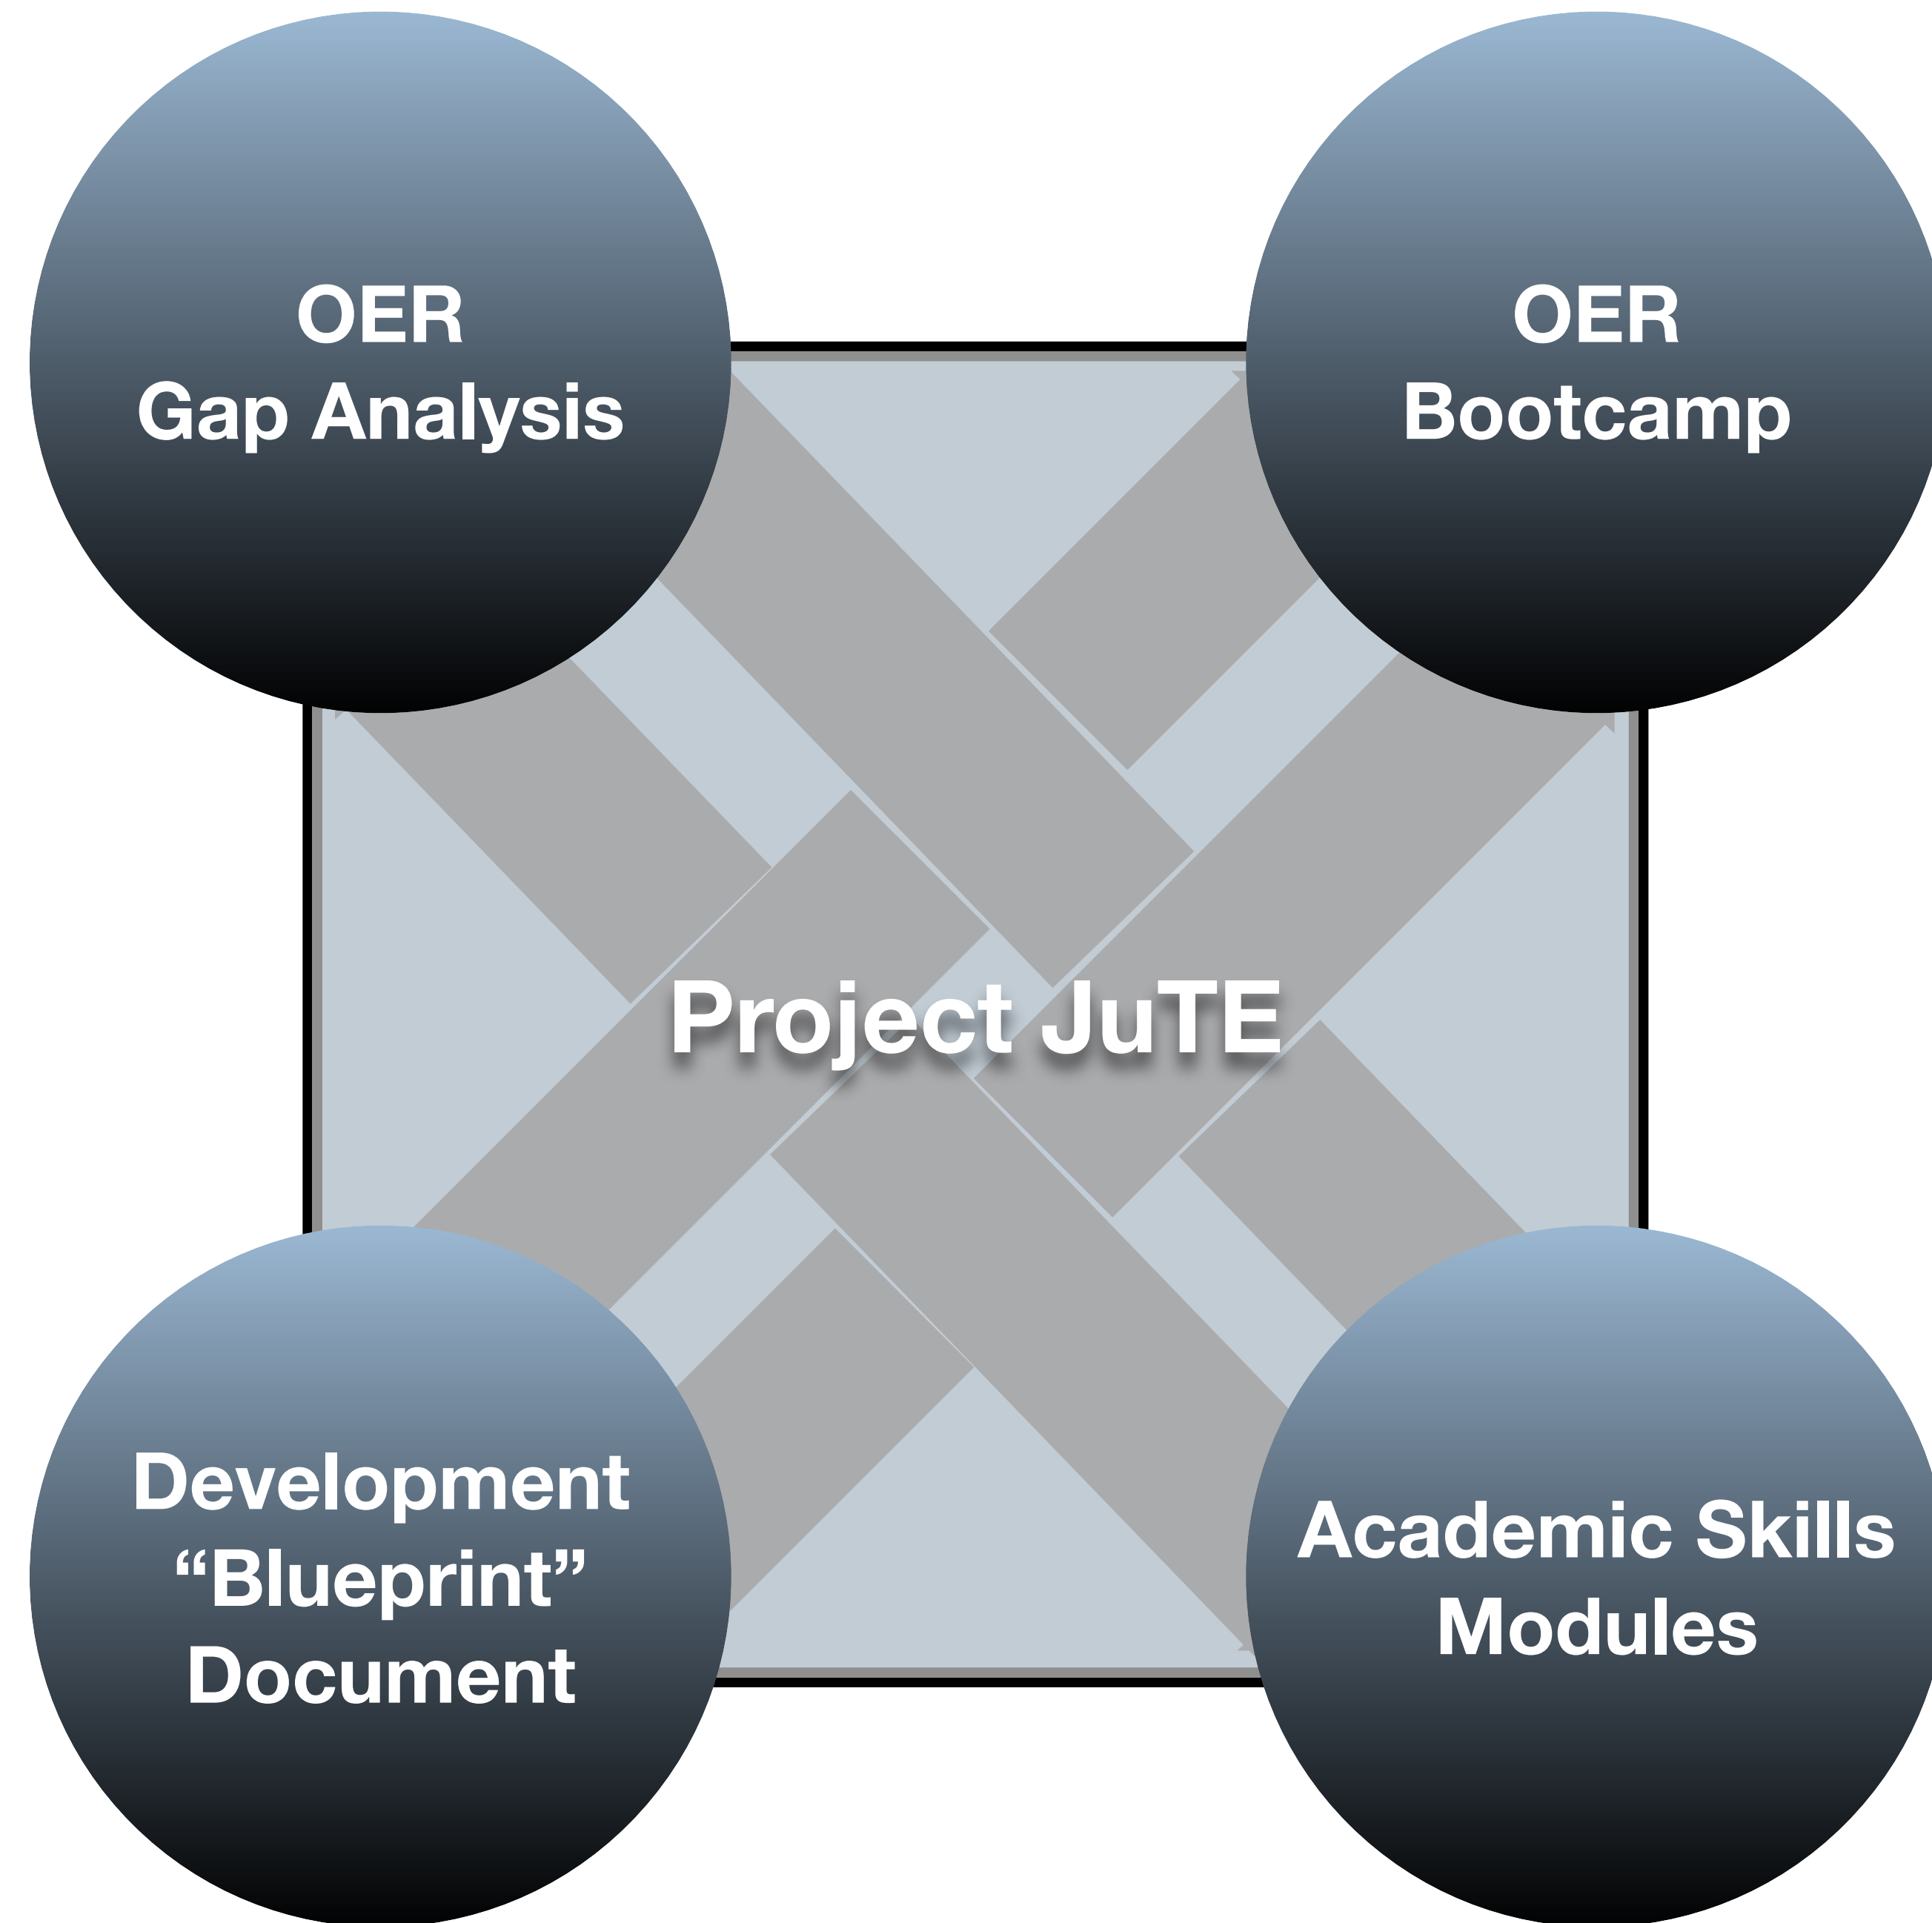 OER
Gap Analysis
OER
Bootcamp
Project JuTE
Development
“Blueprint”
Document
Academic Skills
Modules